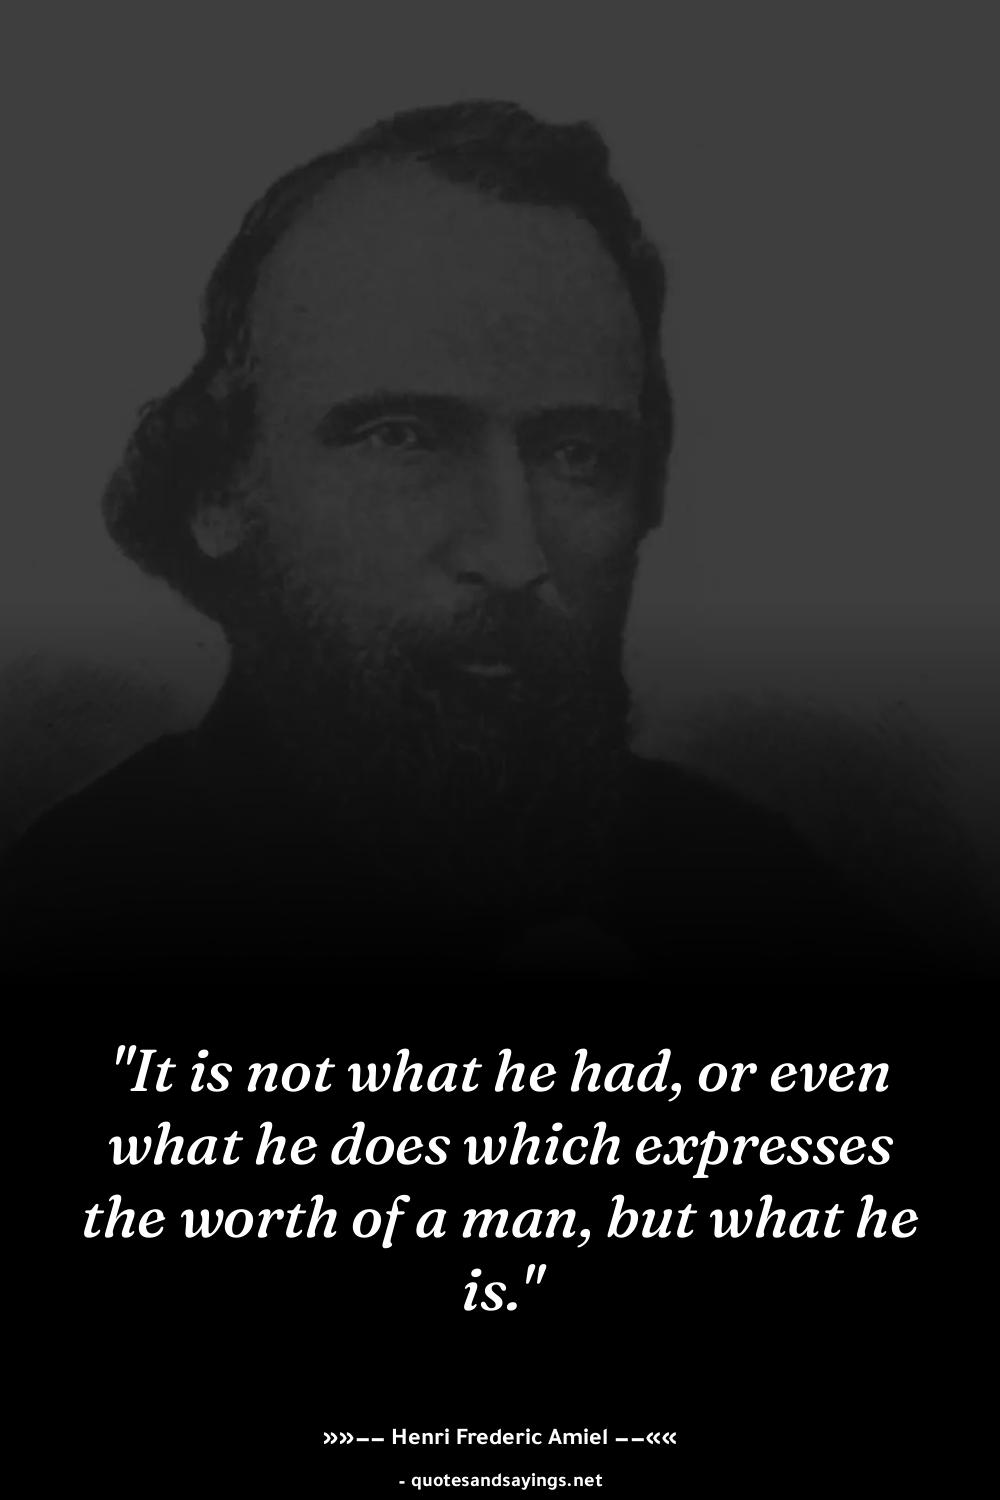 "It is not what he had, or even
what he does which expresses
the worth of a man, but what he
is."
»»−− Henri Frederic Amiel −−««
- quotesandsayings.net